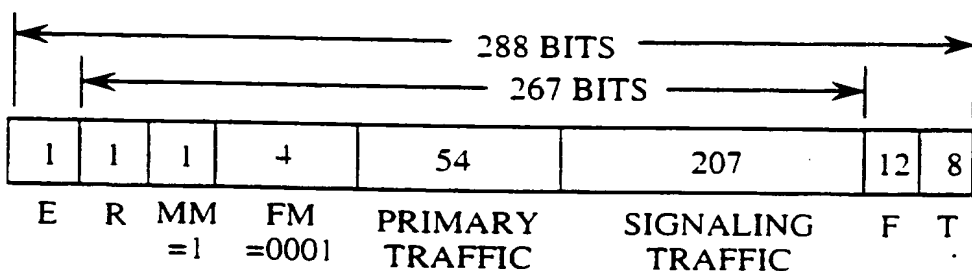 288 BITS
267 BITS
1 1 1 4 54 207 12 8
E R MM FM PRIMARY SIGNALING F T
=1 =0001 TRAFFIC TRAFFIC